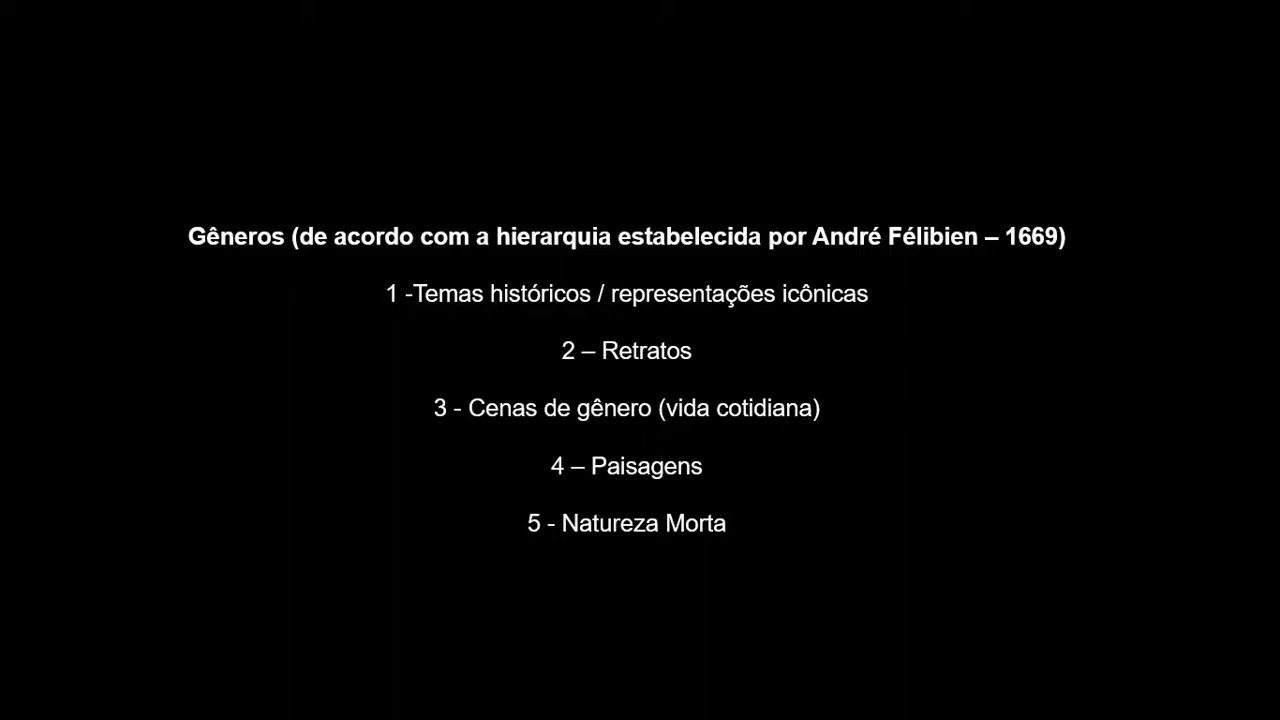 Gêneros (de acordo com a hierarquia estabelecida por André Félibien – 1669)
1 -Temas históricos / representações icônicas
2 – Retratos
3 - Cenas de gênero (vida cotidiana)
4 – Paisagens
5 - Natureza Morta